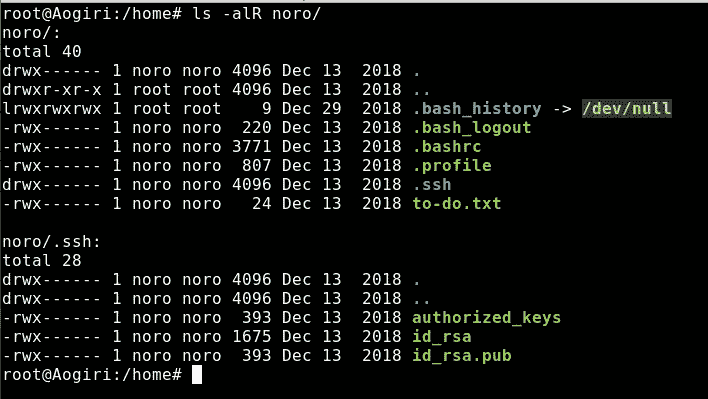 root@Aogiri:/home# ls -alR noro/
noro/:
total 40
drwx------ 1 noro noro 4096 Dec 13  2018 .
drwxr-xr-x 1 root root 4096 Dec 13  2018 ..
lrwxrwxrwx 1 root root    9 Dec 29  2018 .bash_history -> /dev/null
-rwx------ 1 noro noro  220 Dec 13  2018 .bash_logout
-rwx------ 1 noro noro 3771 Dec 13  2018 .bashrc
-rwx------ 1 noro noro  807 Dec 13  2018 .profile
drwx------ 1 noro noro 4096 Dec 13  2018 .ssh
-rwx------ 1 noro noro   24 Dec 13  2018 to-do.txt

noro/.ssh:
total 28
drwx------ 1 noro noro 4096 Dec 13  2018 .
drwx------ 1 noro noro 4096 Dec 13  2018 ..
-rwx------ 1 noro noro  393 Dec 13  2018 authorized_keys
-rwx------ 1 noro noro 1675 Dec 13  2018 id_rsa
-rwx------ 1 noro noro  393 Dec 13  2018 id_rsa.pub
root@Aogiri:/home#